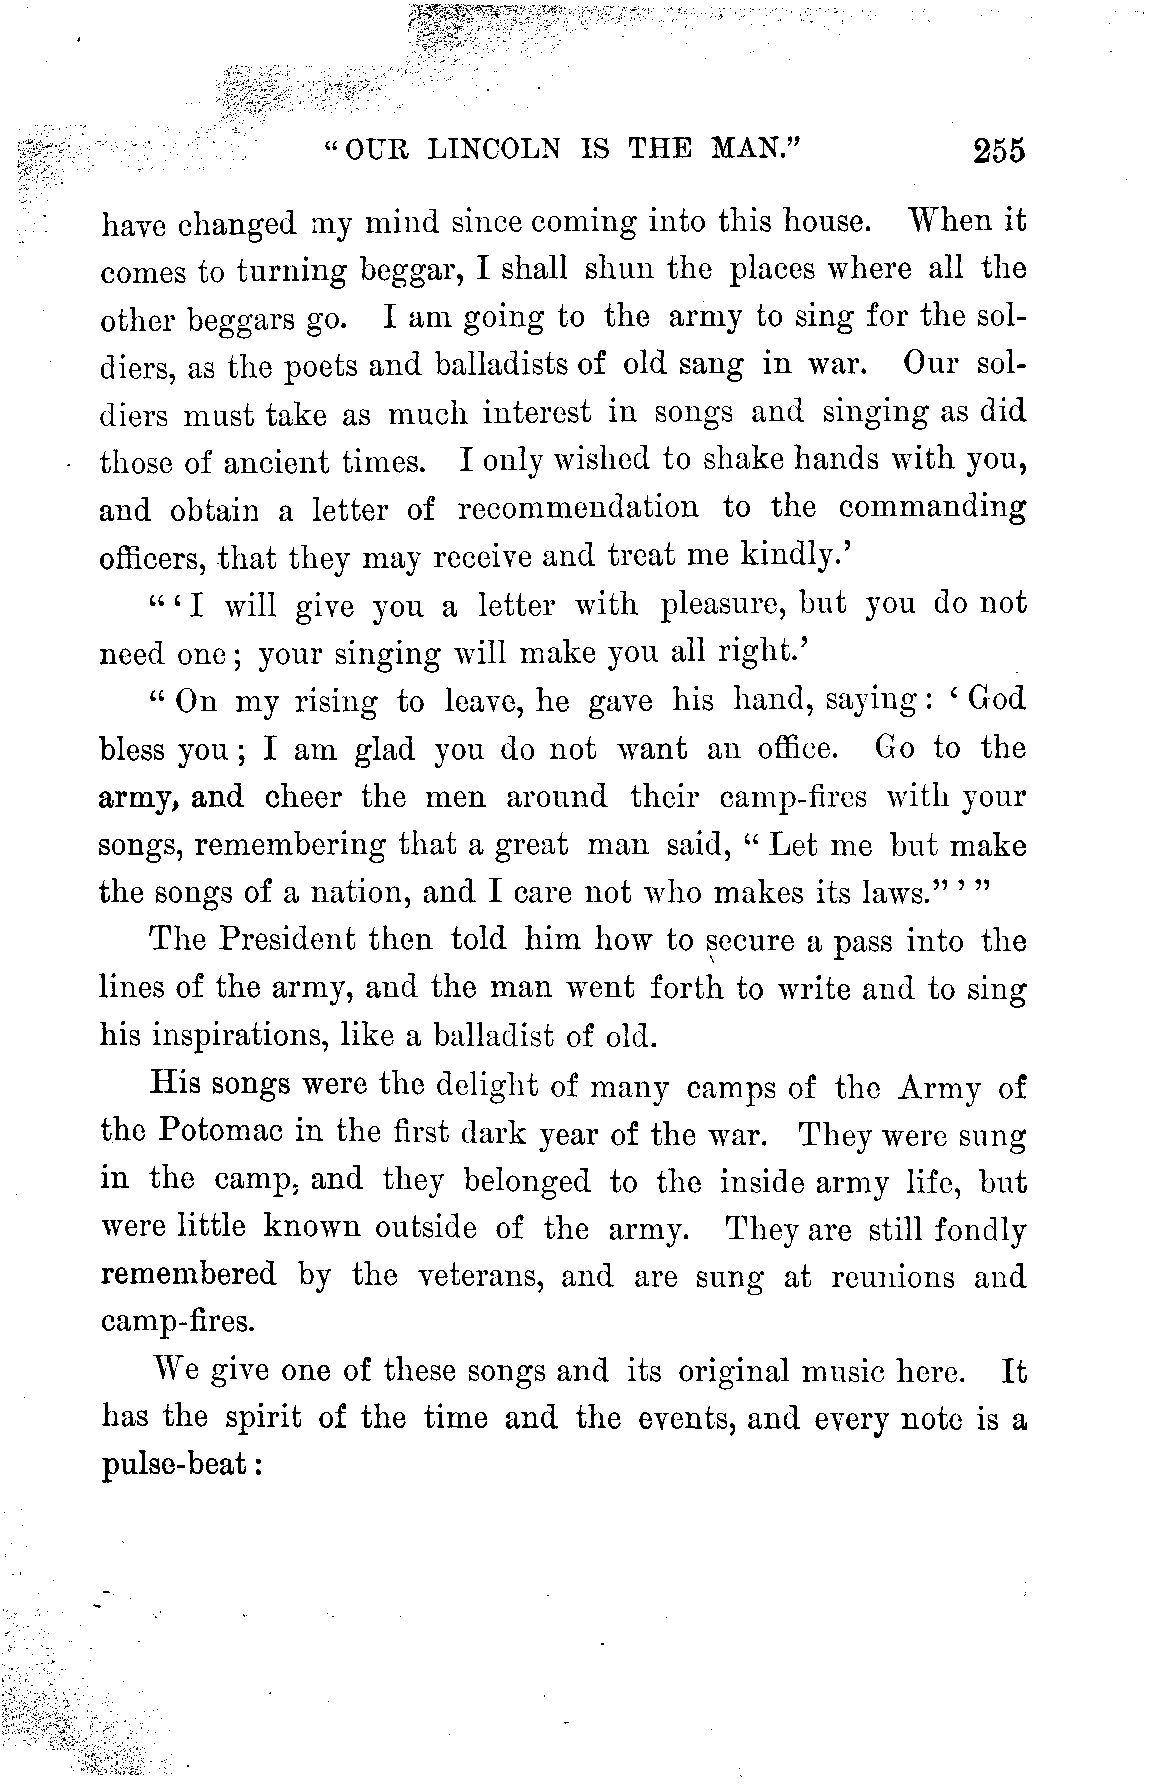 “OUR LINCOLN IS THE MAN.” 255
have changed my mind since coming into this house. When it
comes to turning beggar, I shall shun the places where all the
other beggars go. I am going to the army to sing for the sol-
diers, as the poets and balladists of old sang in war. Our sol-
diers must take as much interest in songs and singing as did
those of ancient times. I only wished to shake hands with you,
and obtain a letter of recommendation to the commanding
officers, that they may receive and treat me kindly.’
“‘I will give you a letter with pleasure, but you do not
need one; your singing will make you all right.’
“On my rising to leave, he gave his hand, saying: ‘God
bless you; I am glad you do not want an office. Go to the
army, and cheer the men around their camp-fires with your
songs, remembering that a great man said, “Let me but make
the songs of a nation, and I care not who makes its laws.”’”
The President then told him how to secure a pass into the
lines of the army, and the man went forth to write and to sing
his inspirations, like a balladist of old.
His songs were the delight of many camps of the Army of
the Potomac in the first dark year of the war. They were sung
in the camp, and they belonged to the inside army life, but
were little known outside of the army. They are still fondly
remembered by the veterans, and are sung at reunions and
camp-fires.
We give one of these songs and its original music here. It
has the spirit of the time and the events, and every note is a
pulse-beat: